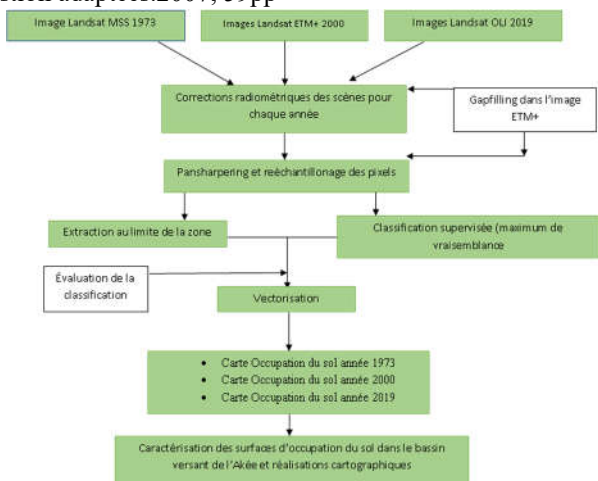 Image Landsat MSS 1973
Images Landsat ETM+ 2000
Images Landsat OLI 2019
Corrections radiométriques des scènes pour
chaque année
Gapfilling dans l'image
ETM+
Pansharpering et reèchantillonage des pixels
Extraction au limite de la zone
Classification supervisée (maximum de
vraisemblance
Évaluation de la
classification
Vectorisation
• Carte Occupation du sol année 1973
• Carte Occupation du sol année 2000
• Carte Occupation du sol année 2019
Caractérisation des surfaces d'occupation du sol dans le bassin
versant de l'Akée et réalisations cartographiques